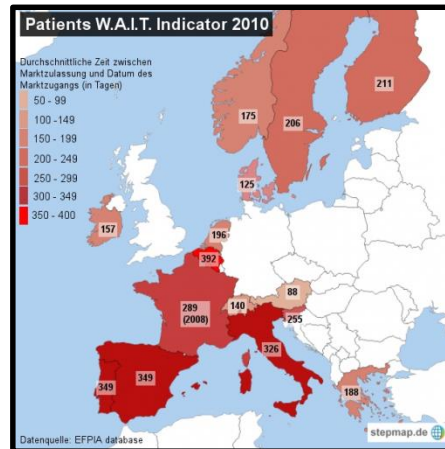 Patients W.A.I.T. Indicator 2010
Durchschnittliche Zeit zwischen
Marktzulassung und Datum des
Marktzugangs (in Tagen)
50 - 99
100 -149
150 - 199
200 - 249
250 - 299
300 - 349
350 - 400
211
175
206
125
157
196
392
88
140
289
(2008)
255
326
349
349
188
Datenquelle: EFPIA database
stepmap.de